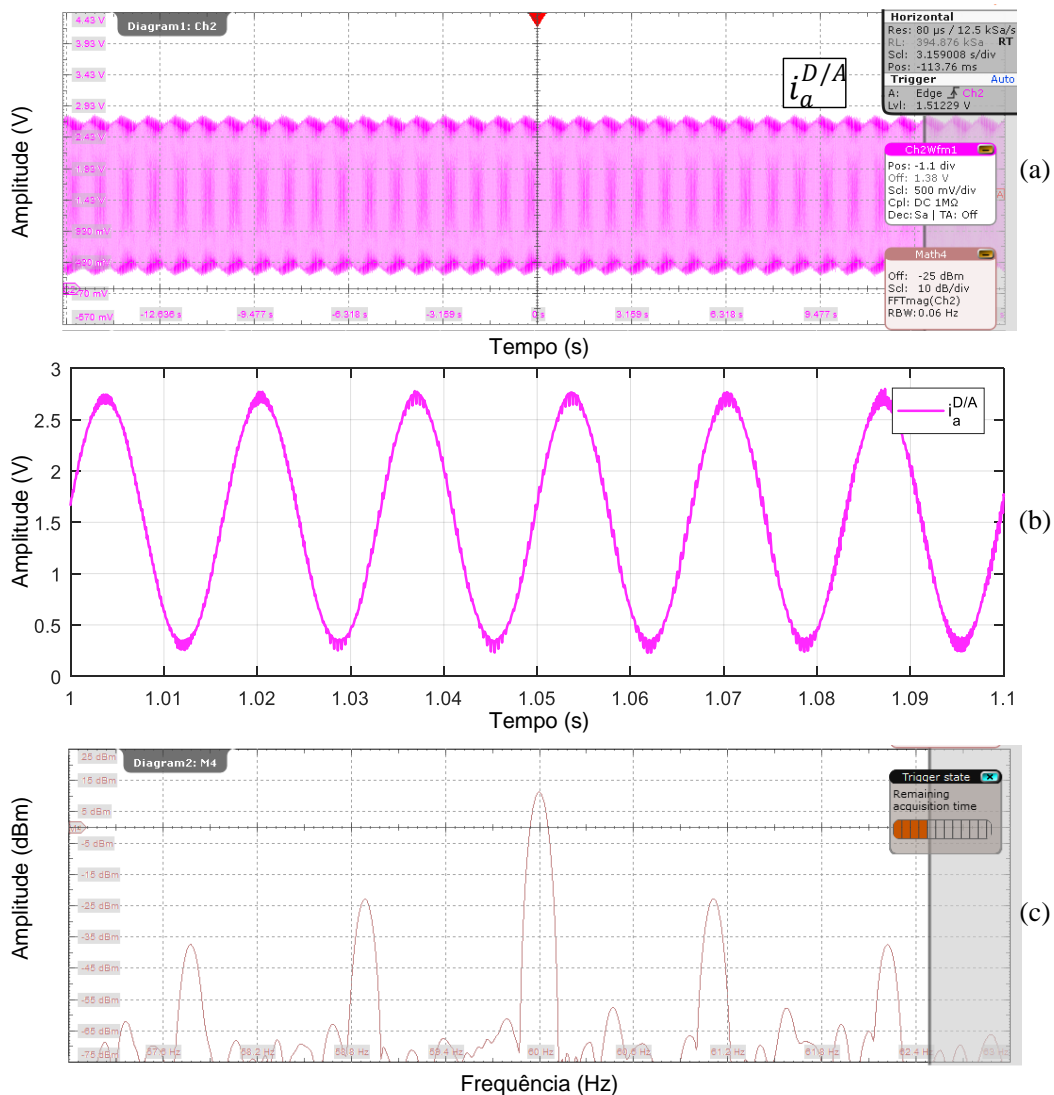 Diagram1: Ch2
4.43 V
3.93 V
3.43 V
2.93 V
2.43 V
1.93 V
1.43 V
-70 mV
-570 mV
-12.636 s
-9.477 s
-6.318 s
-3.159 s
0 s
3.159 s
6.318 s
9.477 s
i_a^{D/A}
Horizontal
Res: 80 µs / 12.5 kSa/s
RL: 394.876 kSa RT
Scl: 3.159008 s/div
Pos: -113.76 ms
Trigger Auto
A: Edge Ch2
Lvl: 1.51229 V
Ch2Wfm1
Pos: -1.1 div
Off: 1.38 V
Scl: 500 mV/div
Cpl: DC 1MΩ
Dec: Sa | TA: Off
Math4
Off: -25 dBm
Scl: 10 dB/div
FFTmag(Ch2)
RBW: 0.06 Hz
Amplitude (V)
Tempo (s)
(a)
3
2.5
2
1.5
1
0.5
0
i_a^{D/A}
1 1.01 1.02 1.03 1.04 1.05 1.06 1.07 1.08 1.09 1.1
Amplitude (V)
Tempo (s)
(b)
Diagram2: M4
25 dBm
15 dBm
5 dBm
-5 dBm
-15 dBm
-25 dBm
-35 dBm
-45 dBm
-55 dBm
-65 dBm
-75 dBm
57.6 Hz
58.2 Hz
58.8 Hz
59.4 Hz
60 Hz
60.6 Hz
61.2 Hz
61.8 Hz
62.4 Hz
63 Hz
Trigger state
Remaining
acquisition time
Amplitude (dBm)
Frequência (Hz)
(c)